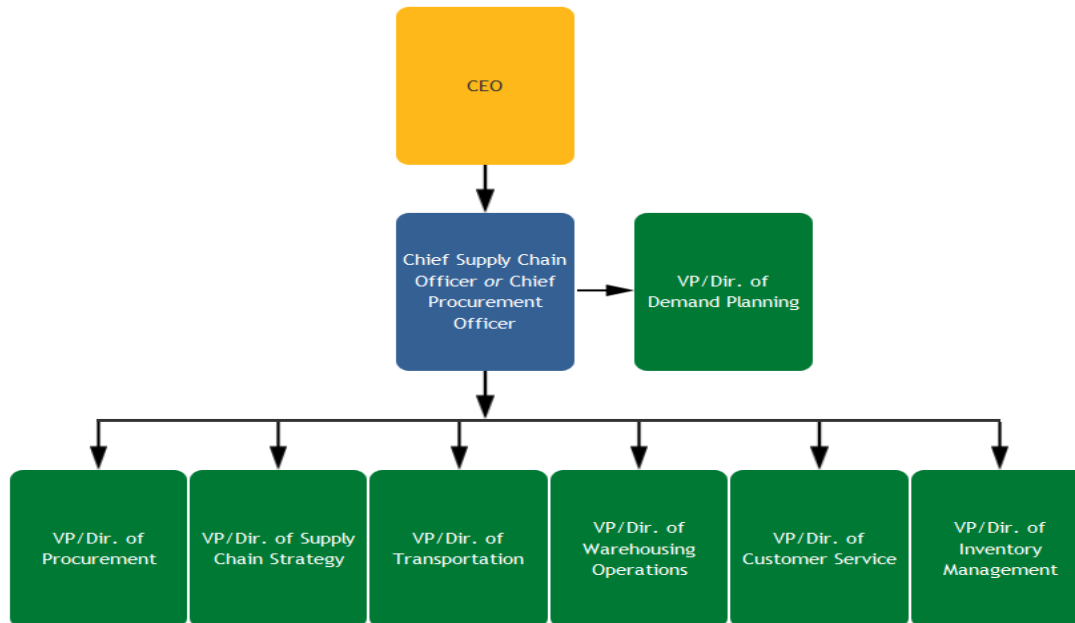 CEO
Chief Supply Chain
Officer or Chief
Procurement
Officer
VP/Dir. of
Demand Planning
VP/Dir. of
Procurement
VP/Dir. of Supply
Chain Strategy
VP/Dir. of
Transportation
VP/Dir. of
Warehousing
Operations
VP/Dir. of
Customer Service
VP/Dir. of
Inventory
Management